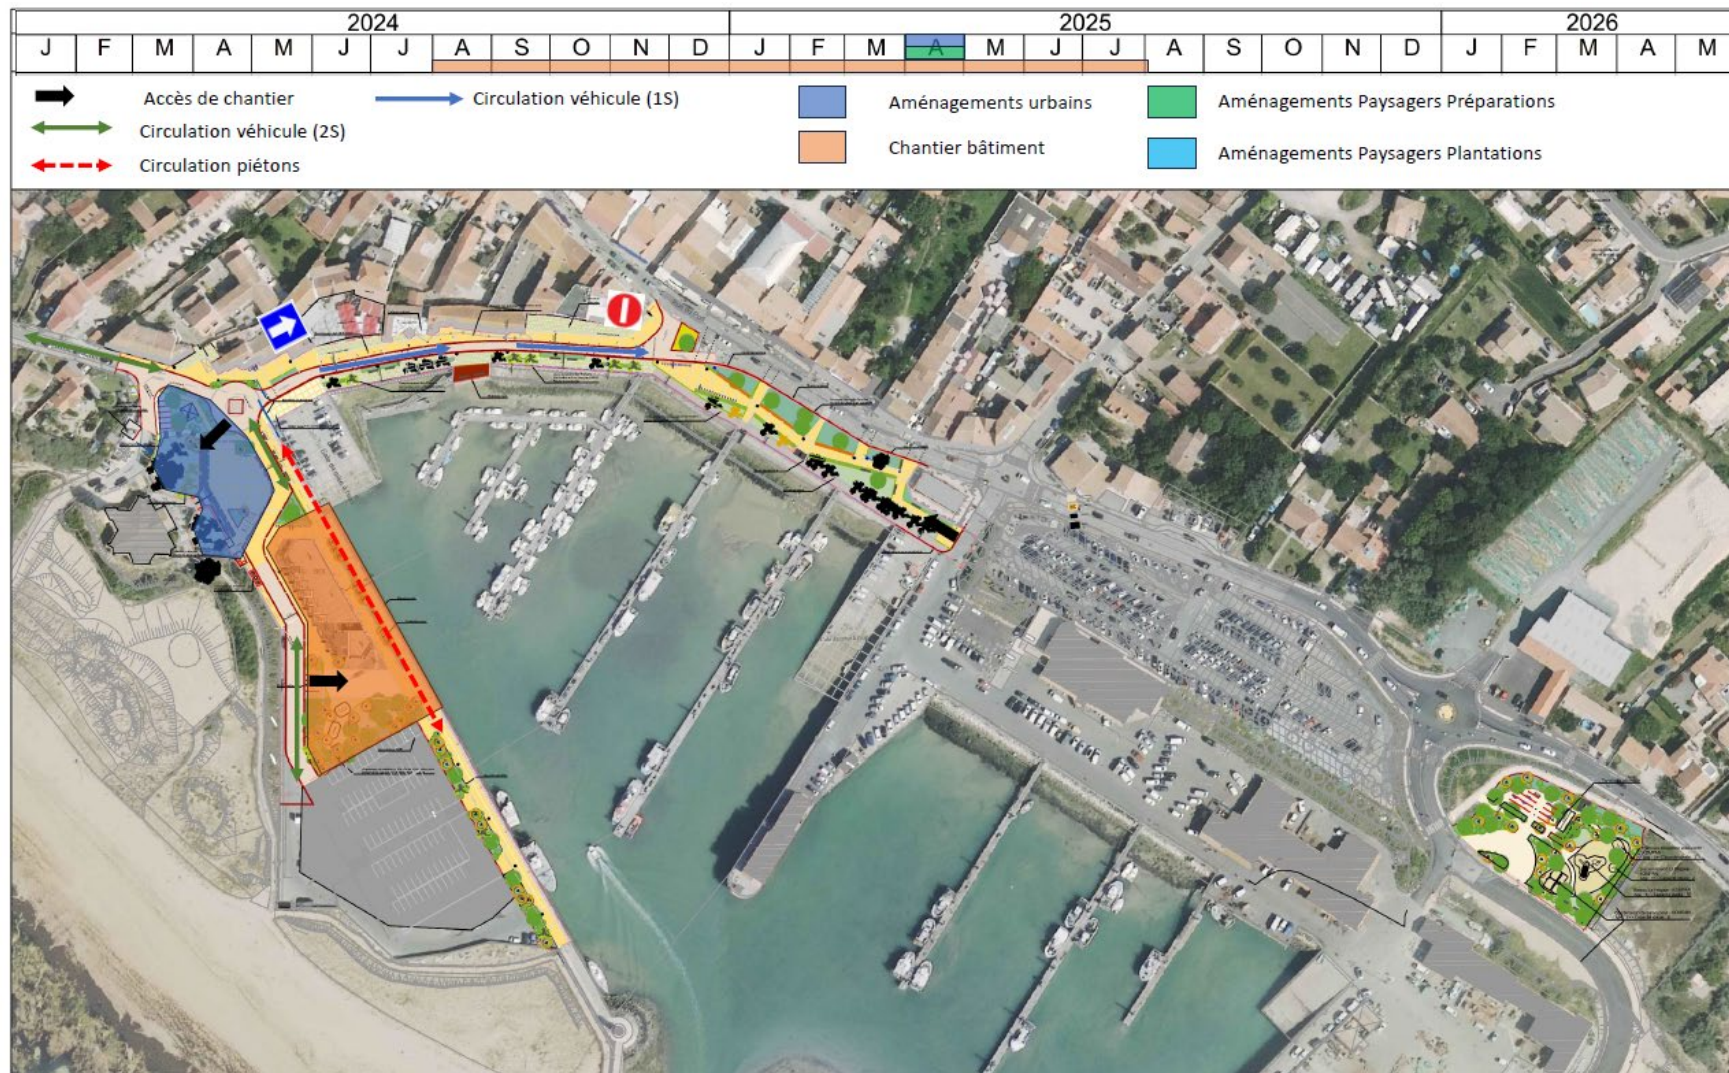 2024 2025 2026
J F M A M J J A S O N D J F M A M J J A S O N D J F M A M
Accès de chantier
Circulation véhicule (1S)
Aménagements urbains
Aménagements Paysagers Préparations
Circulation véhicule (2S)
Chantier bâtiment
Aménagements Paysagers Plantations
Circulation piétons